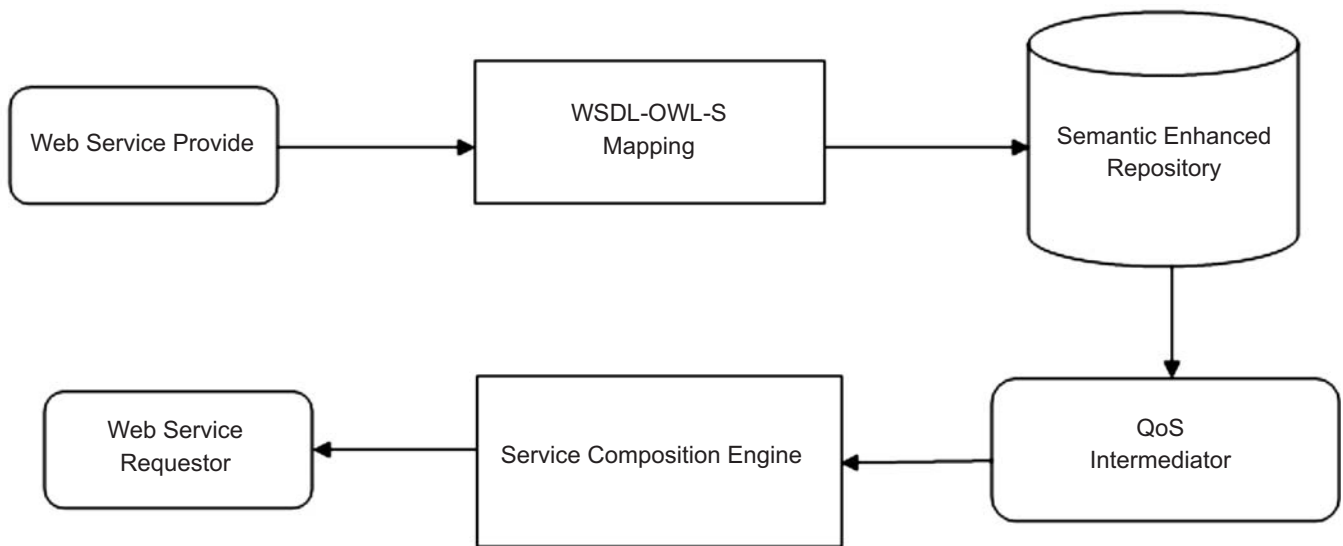 Web Service Provide
WSDL-OWL-S
Mapping
Semantic Enhanced
Repository
Web Service
Requestor
Service Composition Engine
QoS
Intermediator